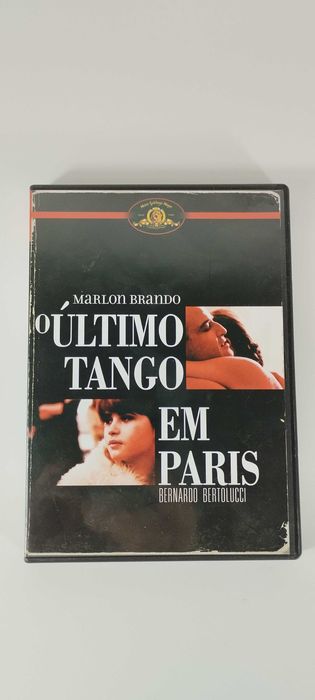 MARLON BRANDO
O ÚLTIMO
TANGO
EM
PARIS
BERNARDO BERTOLUCCI